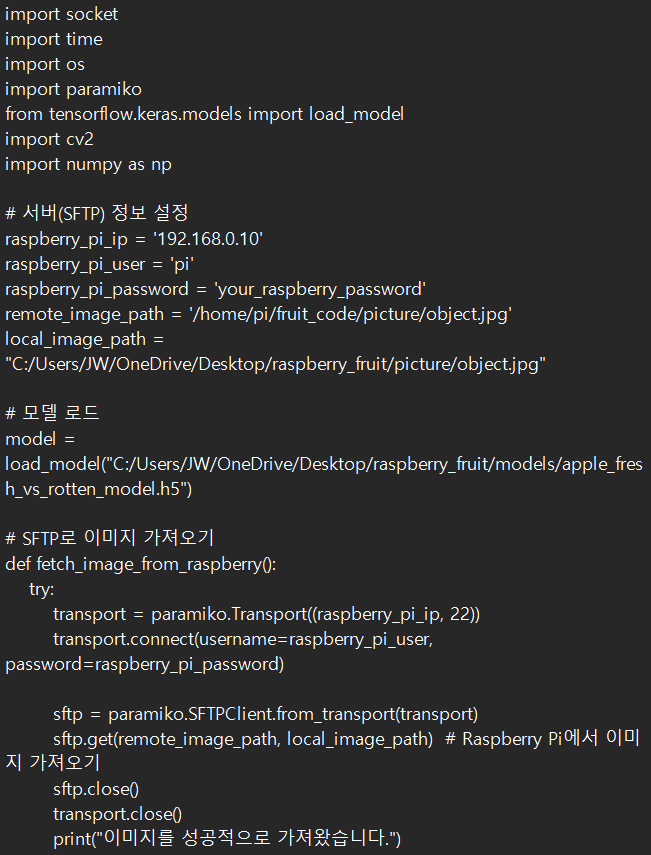 import socket
import time
import os
import paramiko
from tensorflow.keras.models import load_model
import cv2
import numpy as np

# 서버(SFTP) 정보 설정
raspberry_pi_ip = '192.168.0.10'
raspberry_pi_user = 'pi'
raspberry_pi_password = 'your_raspberry_password'
remote_image_path = '/home/pi/fruit_code/picture/object.jpg'
local_image_path =
"C:/Users/JW/OneDrive/Desktop/raspberry_fruit/picture/object.jpg"

# 모델 로드
model =
load_model("C:/Users/JW/OneDrive/Desktop/raspberry_fruit/models/apple_fres
h_vs_rotten_model.h5")

# SFTP로 이미지 가져오기
def fetch_image_from_raspberry():
    try:
        transport = paramiko.Transport((raspberry_pi_ip, 22))
        transport.connect(username=raspberry_pi_user,
password=raspberry_pi_password)

        sftp = paramiko.SFTPClient.from_transport(transport)
        sftp.get(remote_image_path, local_image_path)  # Raspberry Pi에서 이미
지 가져오기
        sftp.close()
        transport.close()
        print("이미지를 성공적으로 가져왔습니다.")